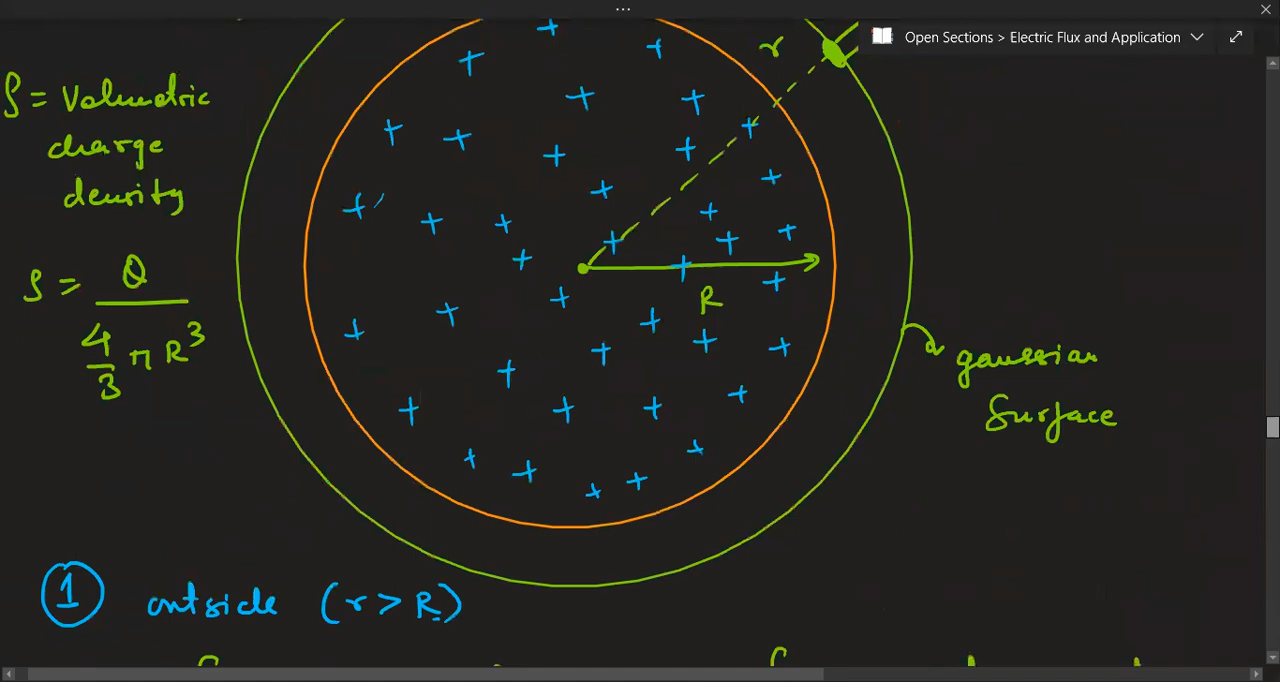 ...
Open Sections > Electric Flux and Application
r
ρ = Volumetric
charge
density
ρ = Q
4/3 π R³
R
gaussian
Surface
① outside (r > R)